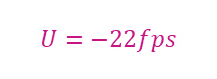 U = −22fps